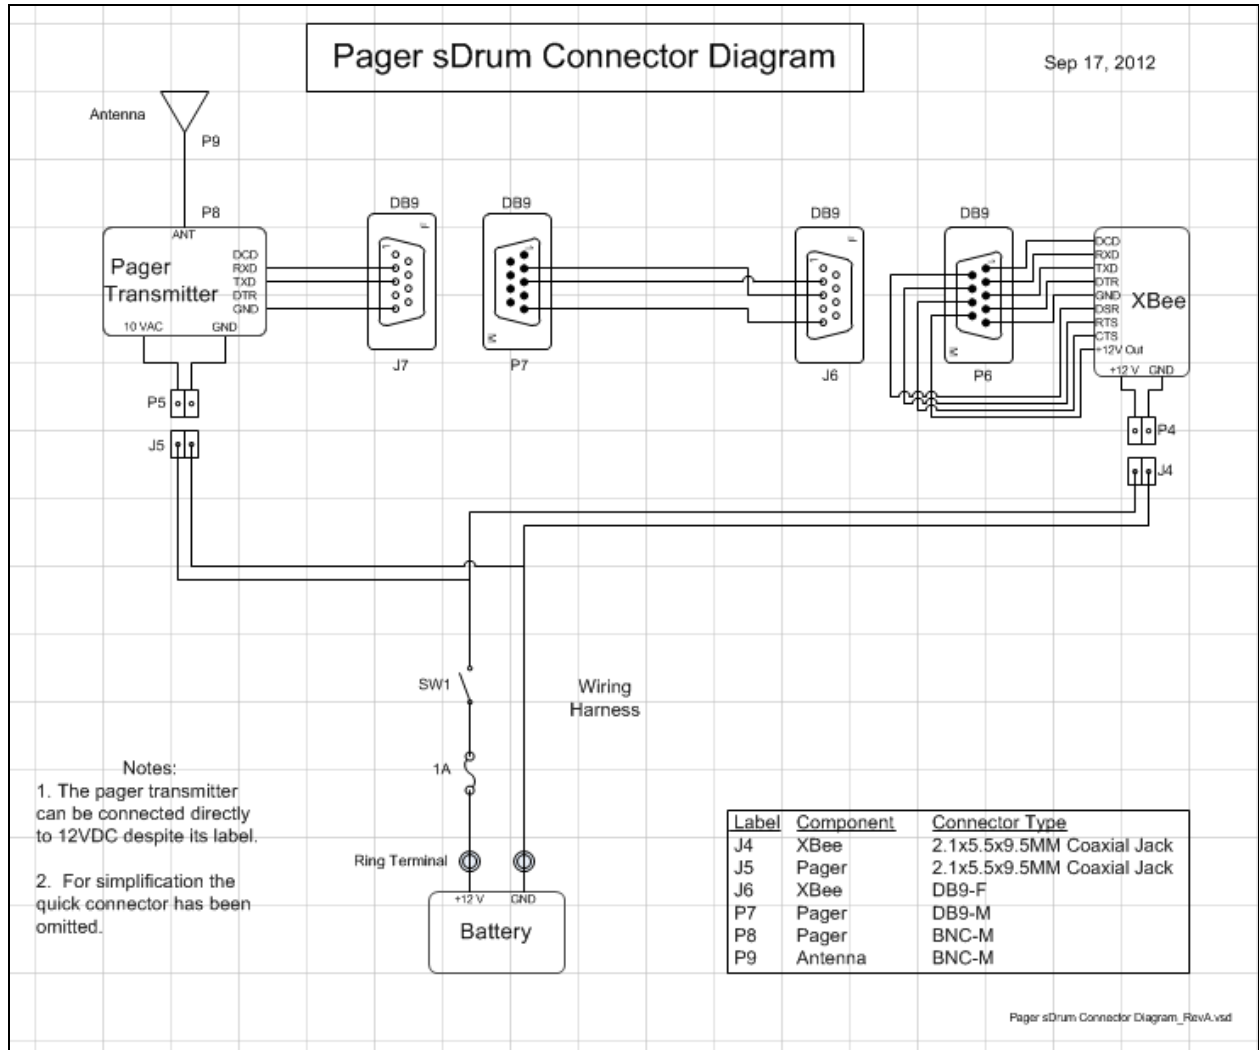 Pager sDrum Connector Diagram
Sep 17, 2012
Antenna
P9
P8
ANT
Pager
Transmitter
DCD
RXD
TXD
DTR
GND
10 VAC
GND
P5
J5
DB9
F
1
J7
DB9
1
M
P7
DB9
F
1
J6
DB9
1
M
P6
DCD
RXD
TXD
DTR
GND
DSR
RTS
CTS
+12V Out
XBee
+12 V GND
P4
J4
SW1
Wiring
Harness
1A
Ring Terminal
+12 V GND
Battery
Notes:
1. The pager transmitter
can be connected directly
to 12VDC despite its label.
2. For simplification the
quick connector has been
omitted.
Label Component Connector Type
J4 XBee 2.1x5.5x9.5MM Coaxial Jack
J5 Pager 2.1x5.5x9.5MM Coaxial Jack
J6 XBee DB9-F
P7 Pager DB9-M
P8 Pager BNC-M
P9 Antenna BNC-M
Pager sDrum Connector Diagram_RevA.vsd